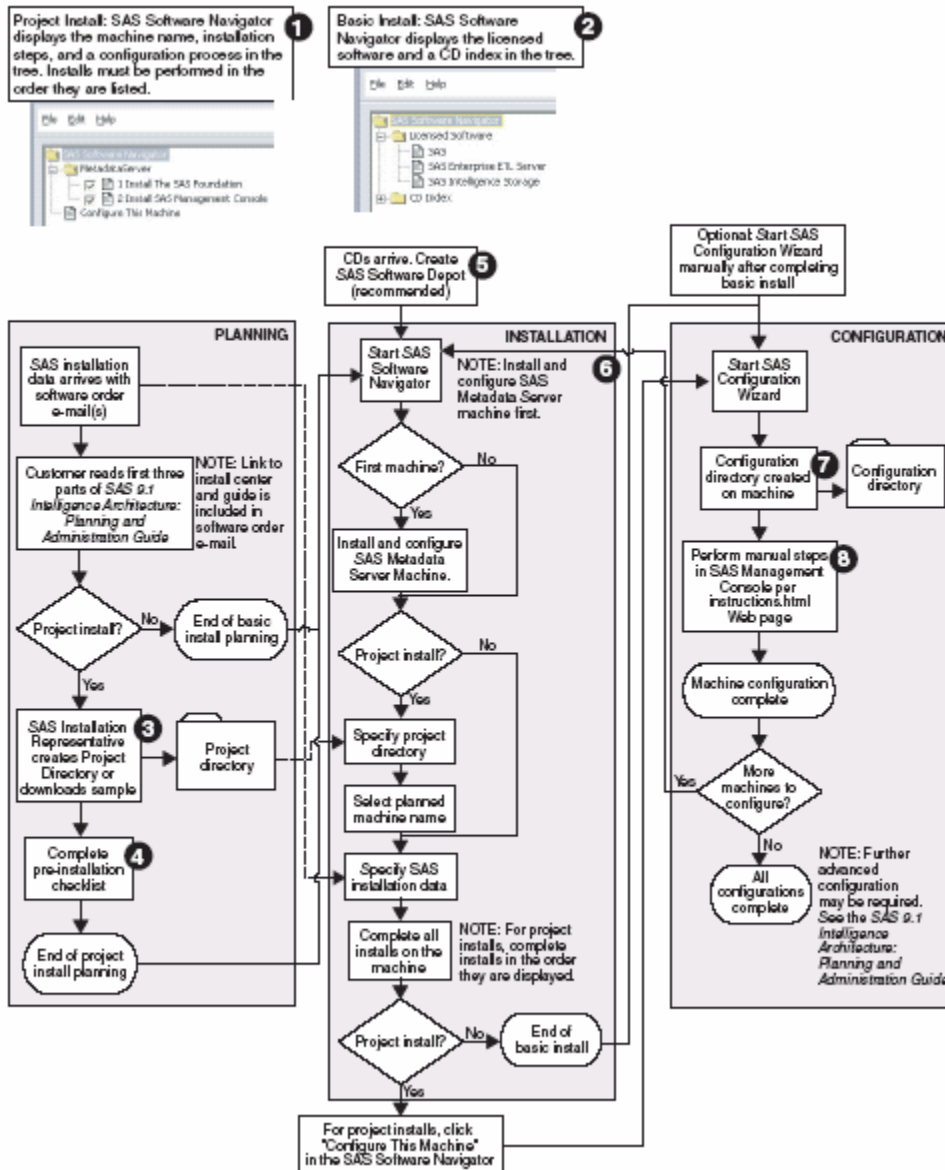 Project Install: SAS Software Navigator
displays the machine name, installation
steps, and a configuration process in the
tree. Installs must be performed in the
order they are listed.
1
Basic Install: SAS Software
Navigator displays the licensed
software and a CD index in the tree.
2
File Edit Help
SAS Software Navigator
MetadataServer
1 Install The SAS Foundation
2 Install SAS Management Console
Configure This Machine
File Edit Help
SAS Software Navigator
Licensed Software
SAS
SAS Enterprise ETL Server
SAS Intelligence Storage
CD Index
CDs arrive. Create
SAS Software Depot
(recommended)
5
Optional: Start SAS
Configuration Wizard
manually after completing
basic install
PLANNING
SAS installation
data arrives with
software order
e-mail(s)
Customer reads first three
parts of SAS 9.1
Intelligence Architecture:
Planning and
Administration Guide
NOTE: Link to
install center
and guide is
included in
software order
e-mail.
Project install?
No
End of basic
install planning
Yes
SAS Installation
Representative
creates Project
Directory or
downloads sample
3
Project
directory
Complete
pre-installation
checklist
4
End of project
install planning
INSTALLATION
Start SAS
Software
Navigator
NOTE: Install and
configure SAS
Metadata Server
machine first.
6
First machine?
No
Yes
Install and configure
SAS Metadata
Server Machine.
Project install?
No
Yes
Specify project
directory
Select planned
machine name
Specify SAS
installation data
Complete all
installs on the
machine
NOTE: For project
installs, complete
installs in the order
they are displayed.
Project install?
No
End of
basic install
Yes
For project installs, click
"Configure This Machine"
in the SAS Software Navigator
CONFIGURATION
Start SAS
Configuration
Wizard
Configuration
directory created
on machine
7
Configuration
directory
Perform manual steps
in SAS Management
Console per
instructions.html
Web page
8
Machine configuration
complete
More
machines to
configure?
Yes
No
All
configurations
complete
NOTE: Further
advanced
configuration
may be required.
See the SAS 9.1
Intelligence
Architecture:
Planning and
Administration Guide